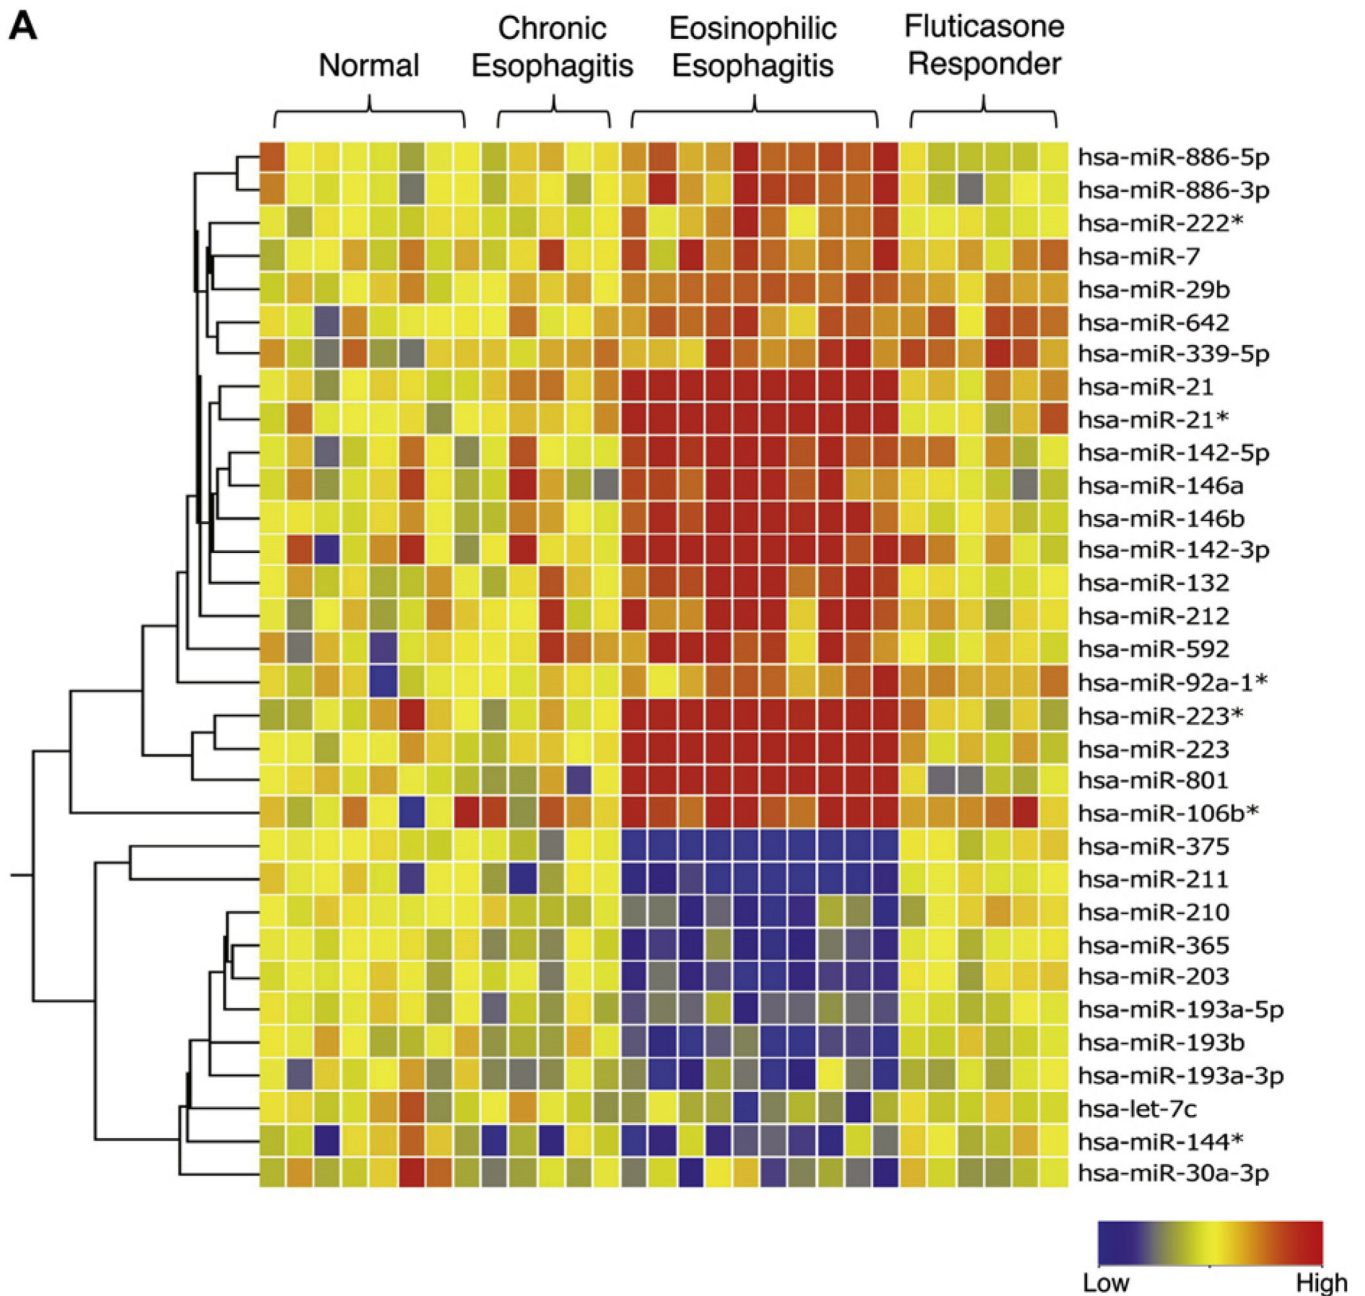 A
Normal
Chronic
Esophagitis
Eosinophilic
Esophagitis
Fluticasone
Responder
hsa-miR-886-5p
hsa-miR-886-3p
hsa-miR-222*
hsa-miR-7
hsa-miR-29b
hsa-miR-642
hsa-miR-339-5p
hsa-miR-21
hsa-miR-21*
hsa-miR-142-5p
hsa-miR-146a
hsa-miR-146b
hsa-miR-142-3p
hsa-miR-132
hsa-miR-212
hsa-miR-592
hsa-miR-92a-1*
hsa-miR-223*
hsa-miR-223
hsa-miR-801
hsa-miR-106b*
hsa-miR-375
hsa-miR-211
hsa-miR-210
hsa-miR-365
hsa-miR-203
hsa-miR-193a-5p
hsa-miR-193b
hsa-miR-193a-3p
hsa-let-7c
hsa-miR-144*
hsa-miR-30a-3p
Low High